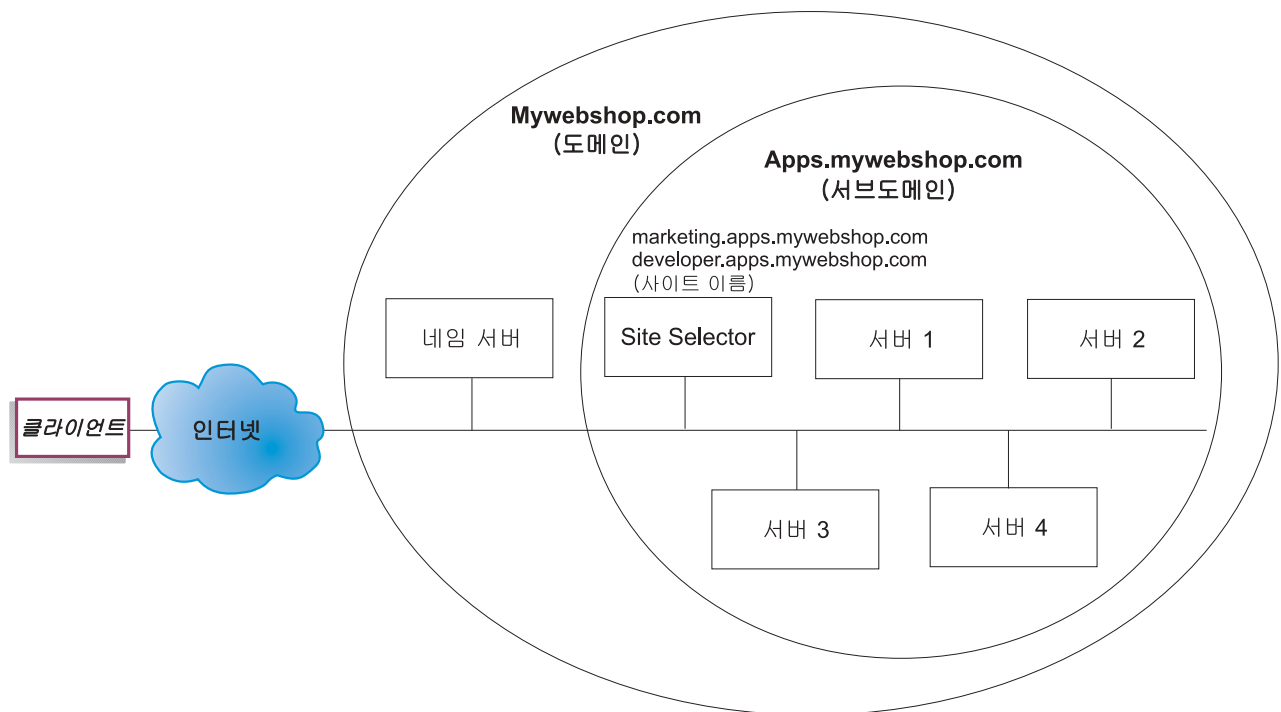 Mywebshop.com
(도메인)
Apps.mywebshop.com
(서브도메인)
marketing.apps.mywebshop.com
developer.apps.mywebshop.com
(사이트 이름)
네임 서버
Site Selector
서버 1
서버 2
클라이언트
인터넷
서버 3
서버 4